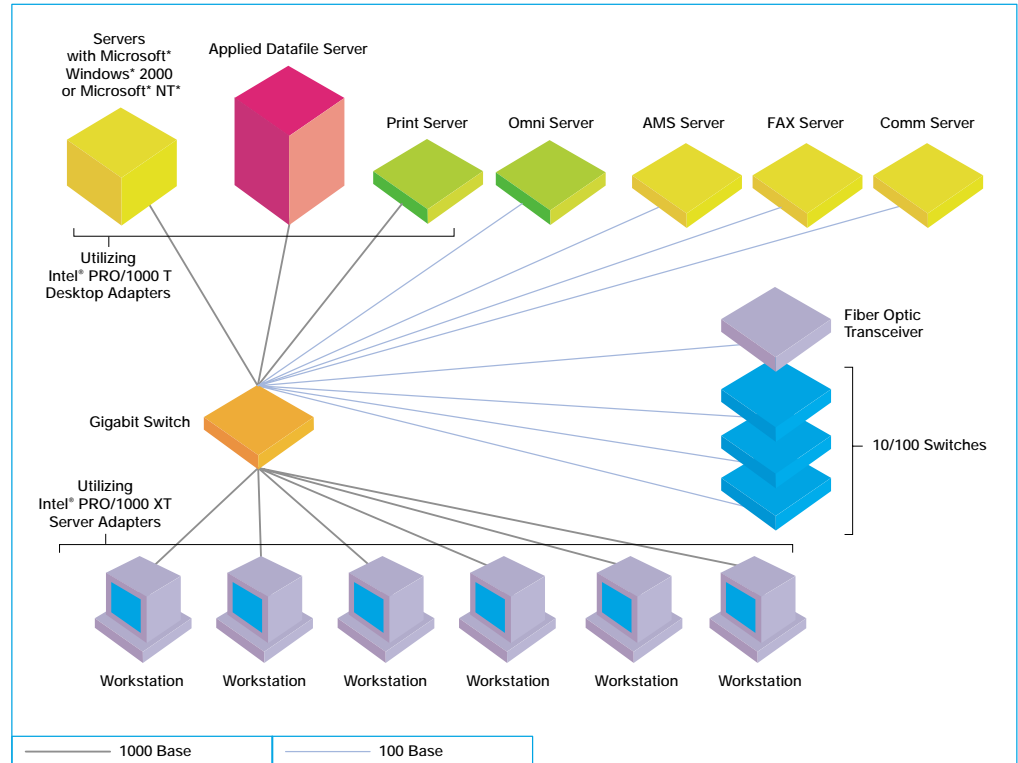 Servers
with Microsoft*
Windows* 2000
or Microsoft* NT*
Applied Datafile Server
Print Server
Omni Server
AMS Server
FAX Server
Comm Server
Utilizing
Intel® PRO/1000 T
Desktop Adapters
Fiber Optic
Transceiver
Gigabit Switch
10/100 Switches
Utilizing
Intel® PRO/1000 XT
Server Adapters
Workstation
Workstation
Workstation
Workstation
Workstation
Workstation
1000 Base
100 Base